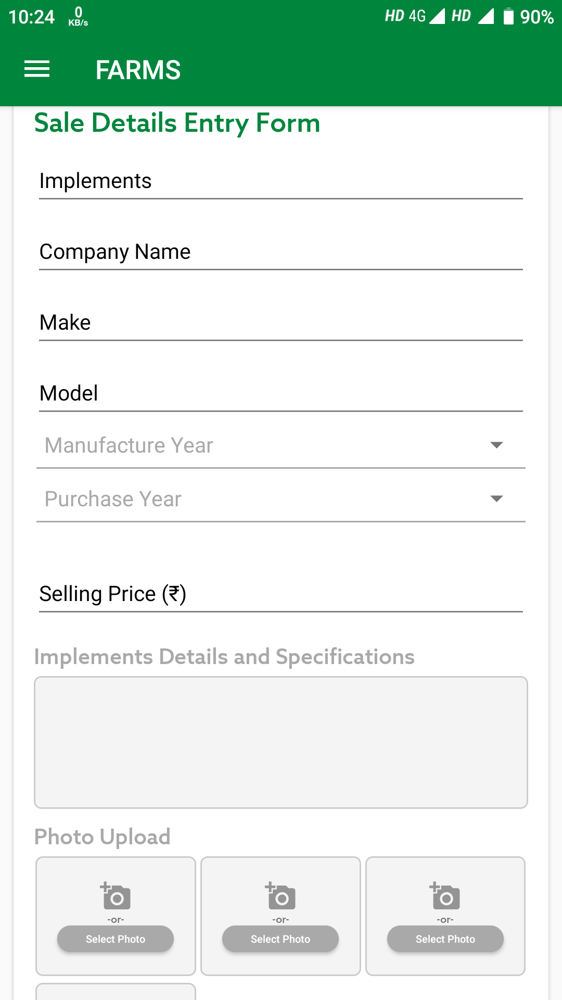 10:24 0 KB/s HD 4G HD 90%
FARMS
Sale Details Entry Form
Implements
Company Name
Make
Model
Manufacture Year
Purchase Year
Selling Price (₹)
Implements Details and Specifications
Photo Upload
-or- -or- -or-
Select Photo Select Photo Select Photo